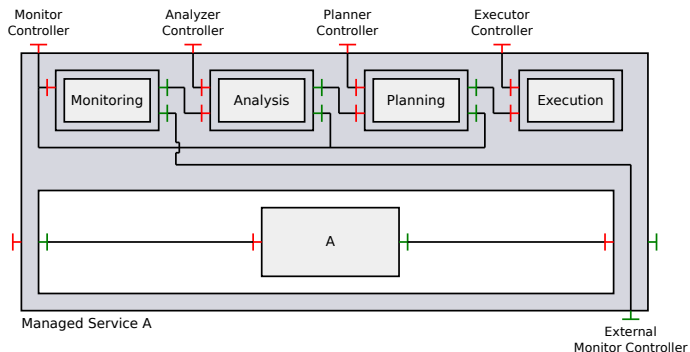 Monitor
Controller
Analyzer
Controller
Planner
Controller
Executor
Controller
Monitoring
Analysis
Planning
Execution
A
Managed Service A
External
Monitor Controller